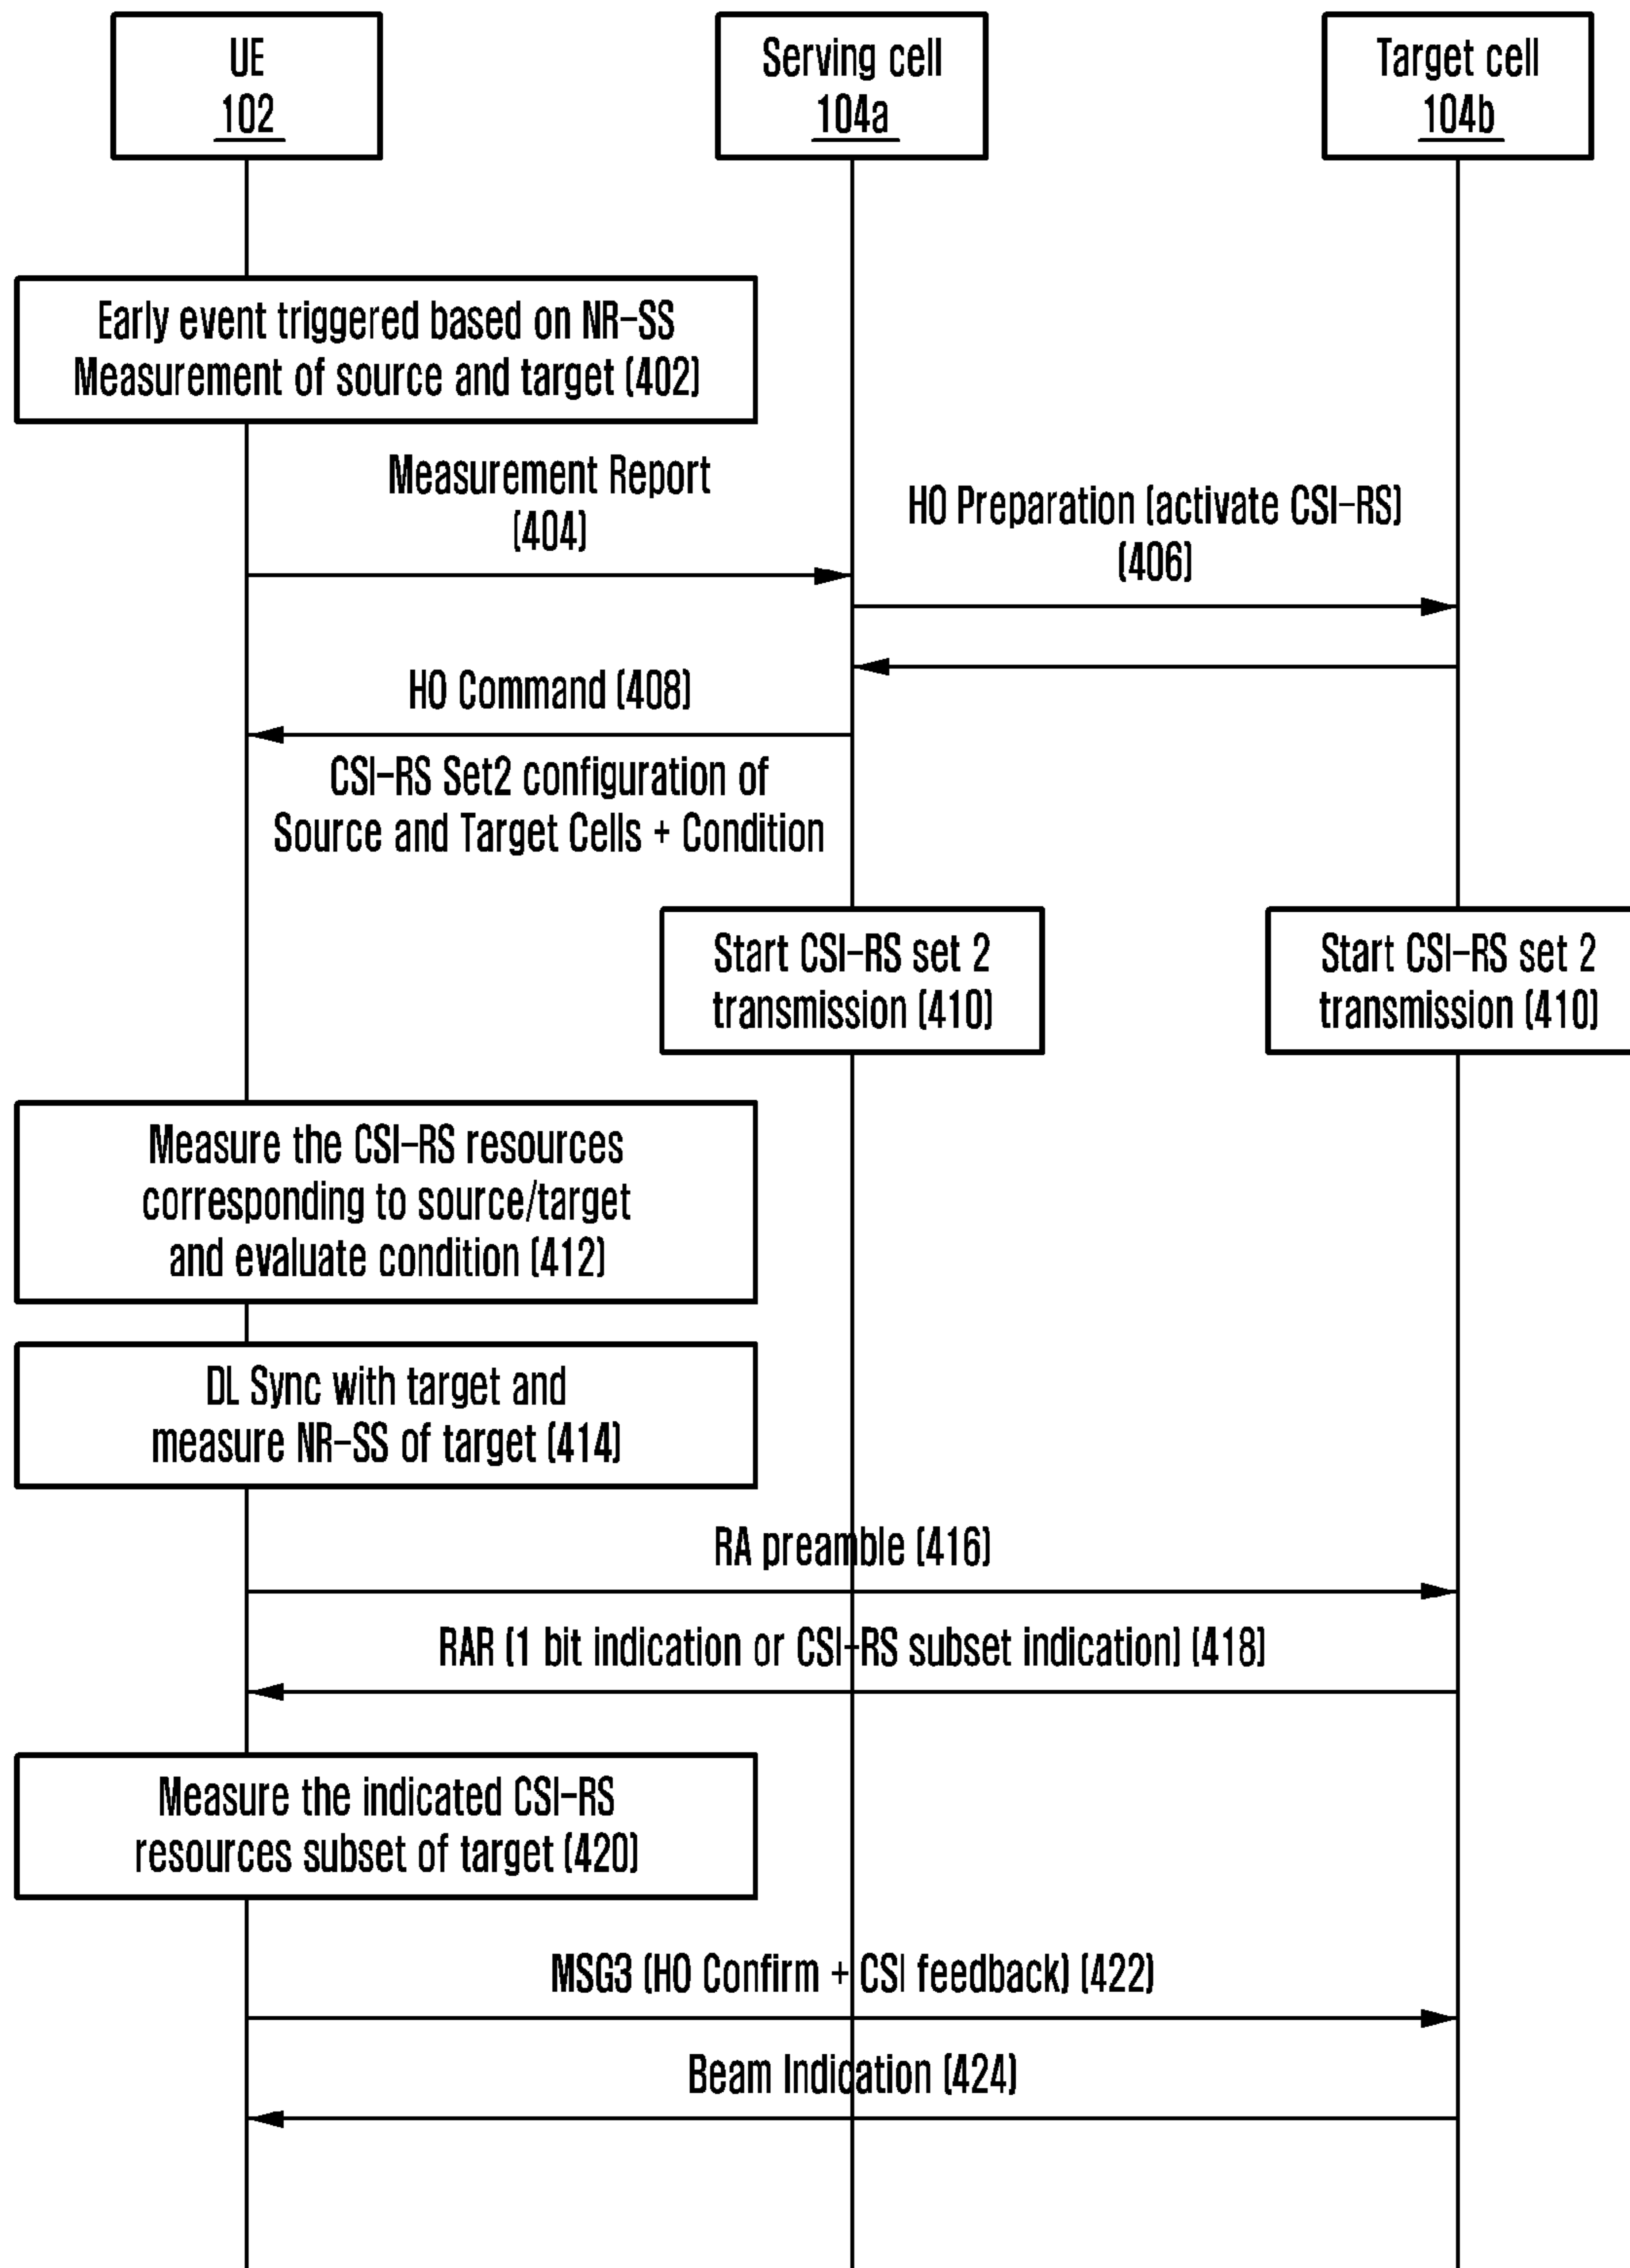 UE
102
Serving cell
104a
Target cell
104b
Early event triggered based on NR-SS
Measurement of source and target (402)
Measurement Report
(404)
HO Preparation (activate CSI-RS)
(406)
HO Command (408)
CSI-RS Set2 configuration of
Source and Target Cells + Condition
Start CSI-RS set 2
transmission (410)
Start CSI-RS set 2
transmission (410)
Measure the CSI-RS resources
corresponding to source/target
and evaluate condition (412)
DL Sync with target and
measure NR-SS of target (414)
RA preamble (416)
RAR (1 bit indication or CSI-RS subset indication) (418)
Measure the indicated CSI-RS
resources subset of target (420)
MSG3 (HO Confirm + CSI feedback) (422)
Beam Indication (424)